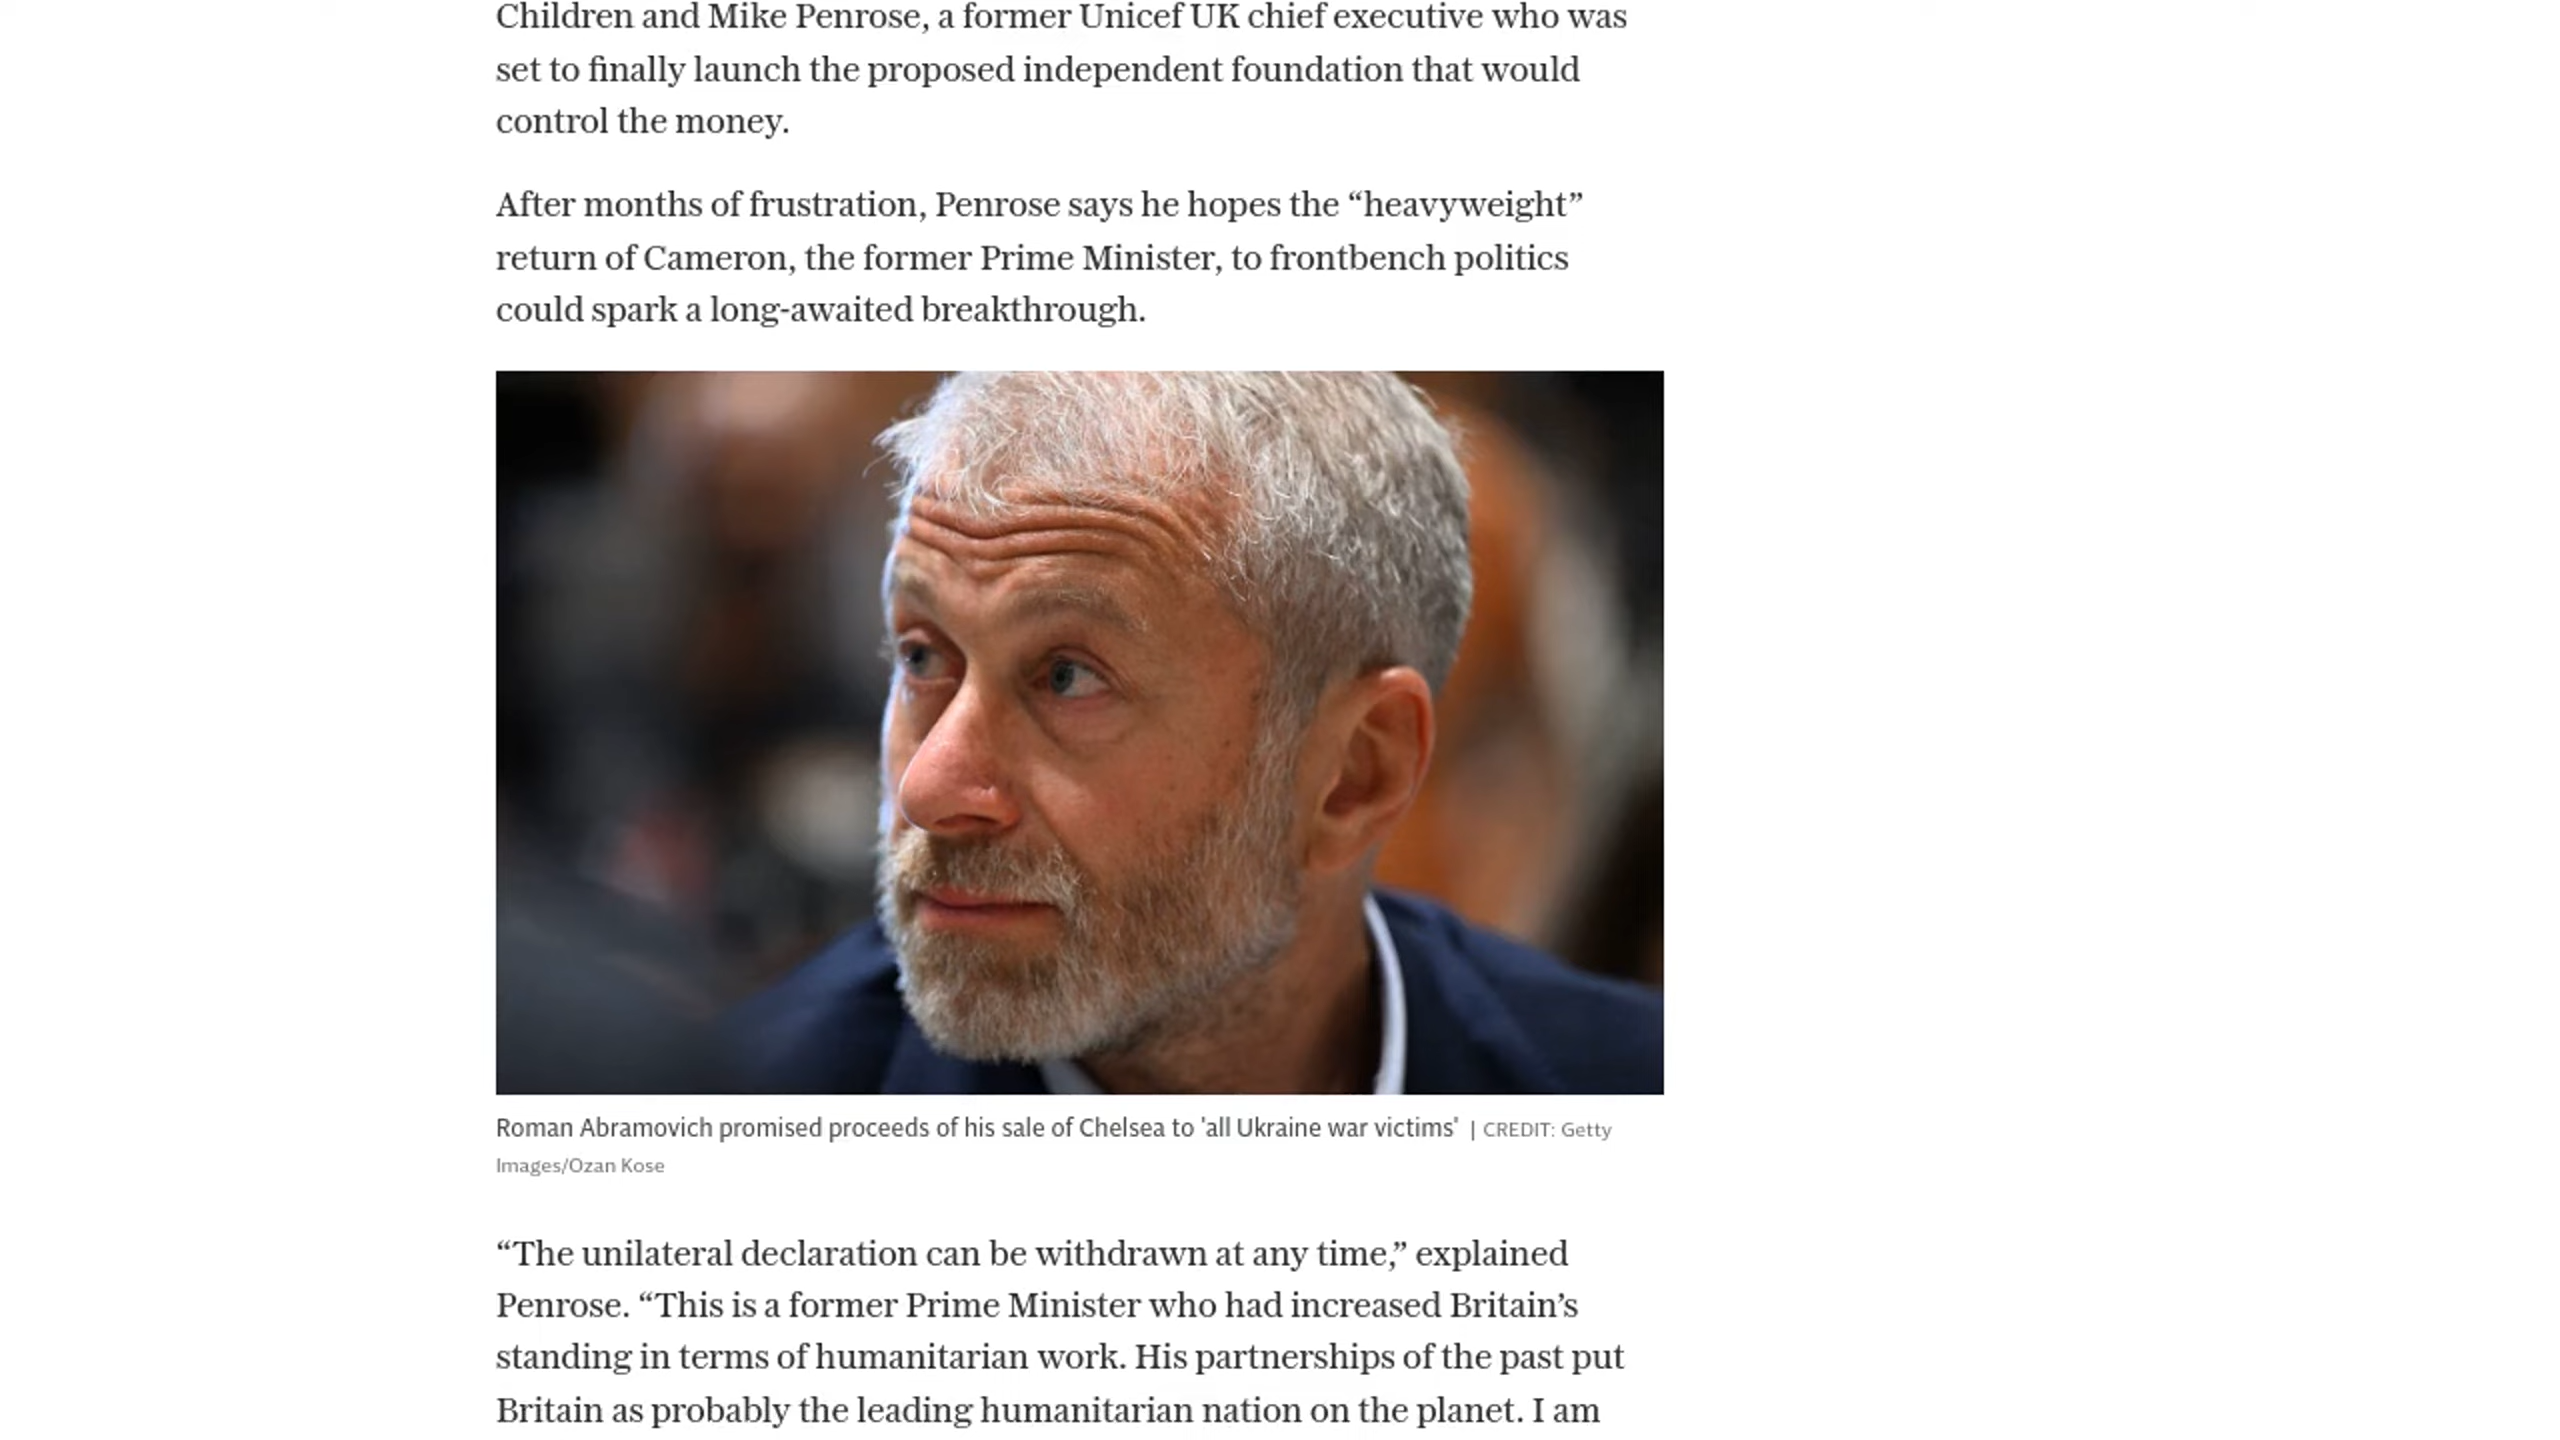 Children and Mike Penrose, a former Unicef UK chief executive who was
set to finally launch the proposed independent foundation that would
control the money.
After months of frustration, Penrose says he hopes the “heavyweight”
return of Cameron, the former Prime Minister, to frontbench politics
could spark a long-awaited breakthrough.
Roman Abramovich promised proceeds of his sale of Chelsea to 'all Ukraine war victims' | CREDIT: Getty
Images/Ozan Kose
“The unilateral declaration can be withdrawn at any time,” explained
Penrose. “This is a former Prime Minister who had increased Britain’s
standing in terms of humanitarian work. His partnerships of the past put
Britain as probably the leading humanitarian nation on the planet. I am